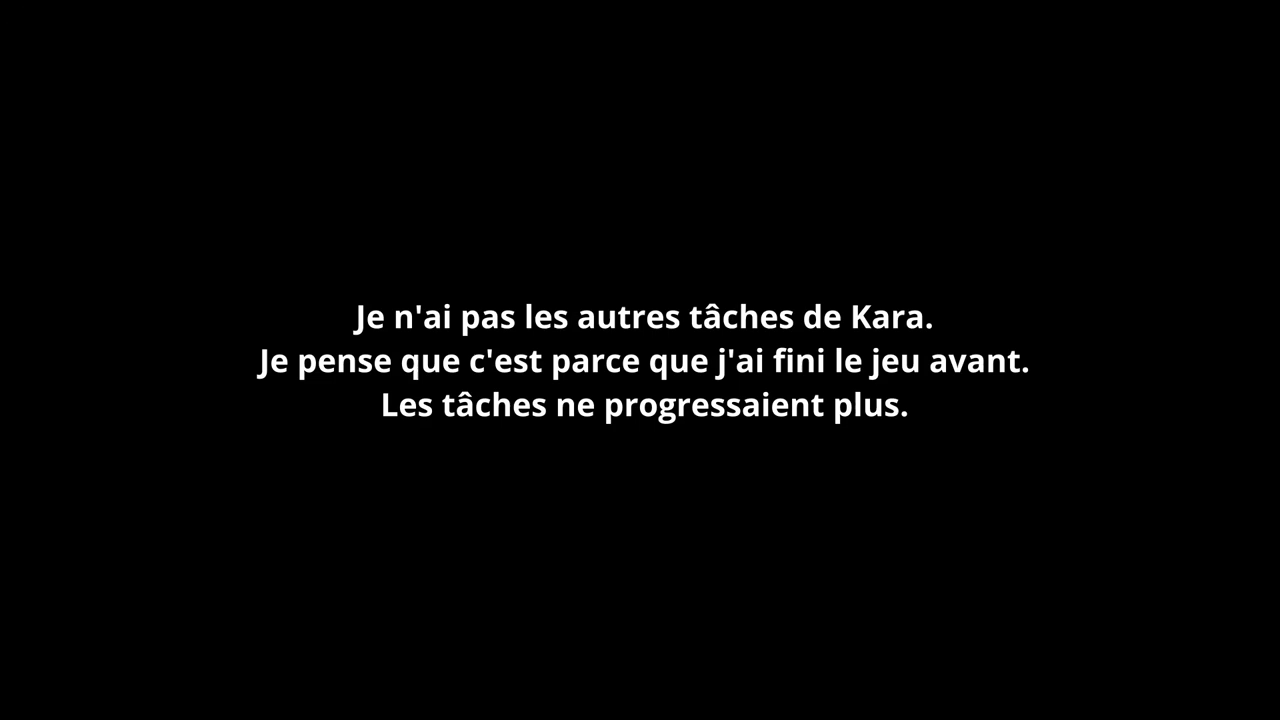 Je n'ai pas les autres tâches de Kara.
Je pense que c'est parce que j'ai fini le jeu avant.
Les tâches ne progressaient plus.